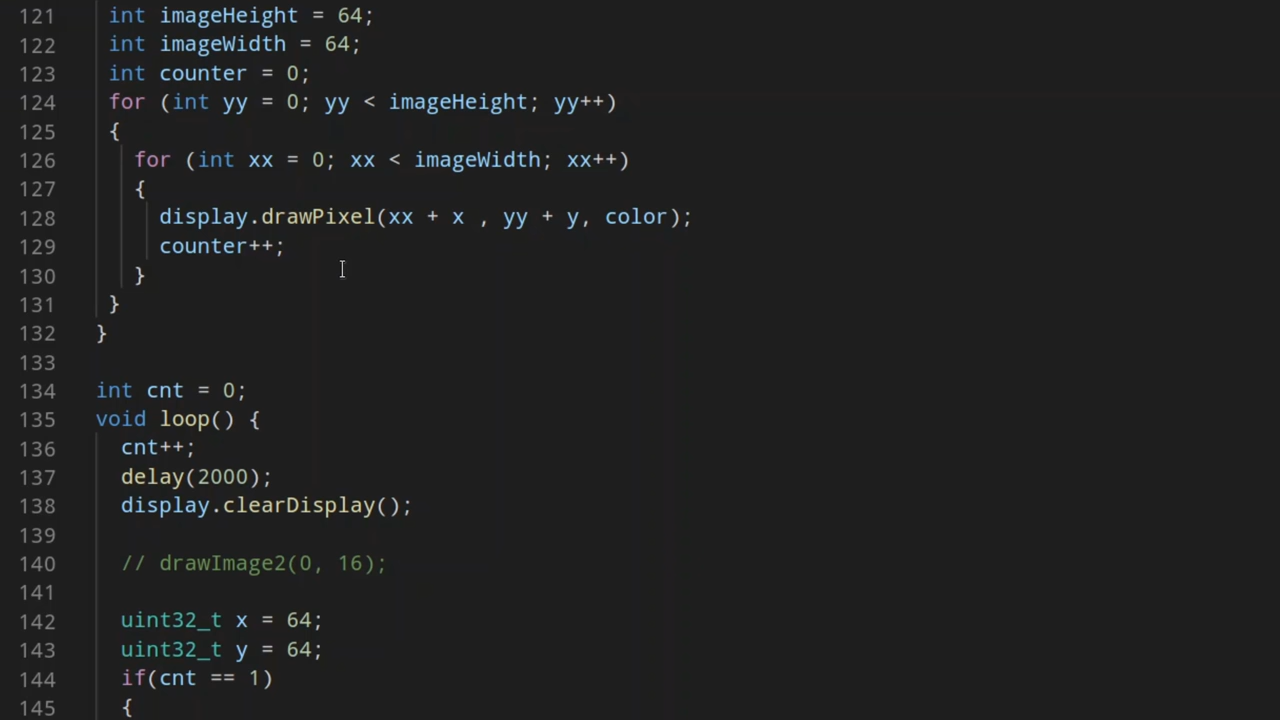 121 int imageHeight = 64;
122 int imageWidth = 64;
123 int counter = 0;
124 for (int yy = 0; yy < imageHeight; yy++)
125 {
126 for (int xx = 0; xx < imageWidth; xx++)
127 {
128 display.drawPixel(xx + x , yy + y, color);
129 counter++;
130 }
131 }
132 }
133
134 int cnt = 0;
135 void loop() {
136 cnt++;
137 delay(2000);
138 display.clearDisplay();
139
140 // drawImage2(0, 16);
141
142 uint32_t x = 64;
143 uint32_t y = 64;
144 if(cnt == 1)
145 {